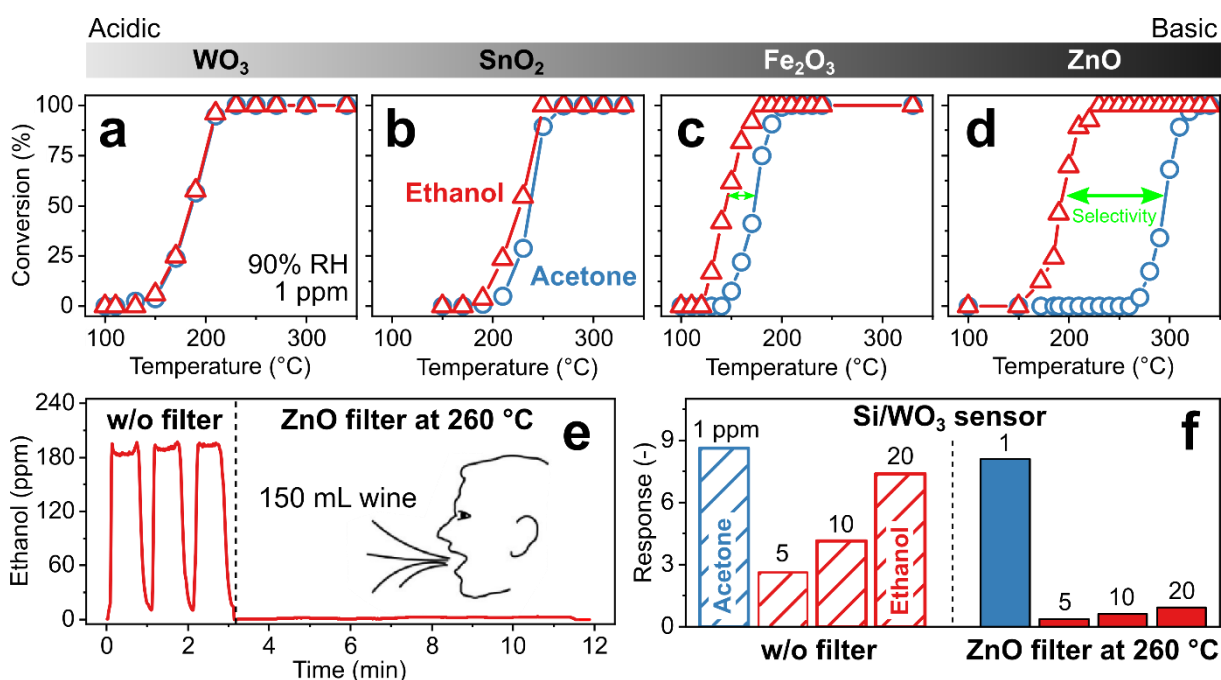 Acidic Basic
WO₃ SnO₂ Fe₂O₃ ZnO
Conversion (%)
100
75
50
25
0
a
90% RH
1 ppm
100 200 300
Temperature (°C)
b
Ethanol
Acetone
100 200 300
Temperature (°C)
c
100 200 300
Temperature (°C)
d
Selectivity
100 200 300
Temperature (°C)
Ethanol (ppm)
240
180
120
60
0
w/o filter ZnO filter at 260 °C
e
150 mL wine
0 2 4 6 8 10 12
Time (min)
Response (-)
9
6
3
0
Si/WO₃ sensor
f
1 ppm
Acetone
5
10
20
Ethanol
1
5
10
20
w/o filter ZnO filter at 260 °C